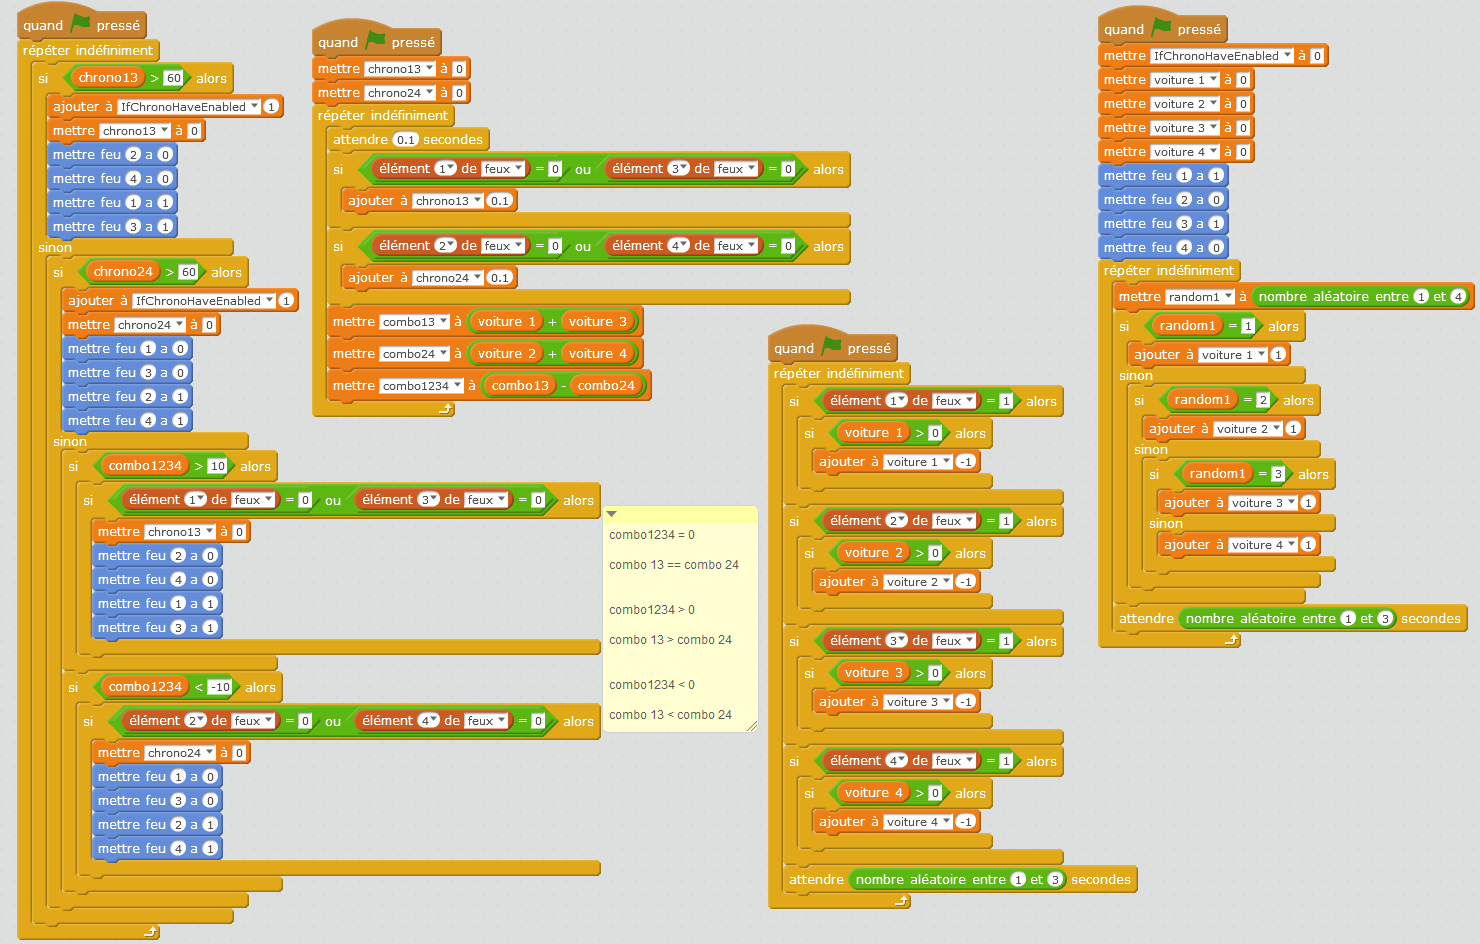 quand pressé
répéter indéfiniment
si chrono13 > 60 alors
ajouter à IfChronoHaveEnabled 1
mettre chrono13 à 0
mettre feu 2 a 0
mettre feu 4 a 0
mettre feu 1 a 1
mettre feu 3 a 1
sinon
si chrono24 > 60 alors
ajouter à IfChronoHaveEnabled 1
mettre chrono24 à 0
mettre feu 1 a 0
mettre feu 3 a 0
mettre feu 2 a 1
mettre feu 4 a 1
sinon
si combo1234 > 10 alors
si élément 1 de feux = 0 ou élément 3 de feux = 0 alors
mettre chrono13 à 0
mettre feu 2 a 0
mettre feu 4 a 0
mettre feu 1 a 1
mettre feu 3 a 1
si combo1234 < -10 alors
si élément 2 de feux = 0 ou élément 4 de feux = 0 alors
mettre chrono24 à 0
mettre feu 1 a 0
mettre feu 3 a 0
mettre feu 2 a 1
mettre feu 4 a 1
quand pressé
mettre chrono13 à 0
mettre chrono24 à 0
répéter indéfiniment
attendre 0.1 secondes
si élément 1 de feux = 0 ou élément 3 de feux = 0 alors
ajouter à chrono13 0.1
si élément 2 de feux = 0 ou élément 4 de feux = 0 alors
ajouter à chrono24 0.1
mettre combo13 à voiture 1 + voiture 3
mettre combo24 à voiture 2 + voiture 4
mettre combo1234 à combo13 - combo24
combo1234 = 0
combo 13 == combo 24
combo1234 > 0
combo 13 > combo 24
combo1234 < 0
combo 13 < combo 24
quand pressé
répéter indéfiniment
si élément 1 de feux = 1 alors
si voiture 1 > 0 alors
ajouter à voiture 1 -1
si élément 2 de feux = 1 alors
si voiture 2 > 0 alors
ajouter à voiture 2 -1
si élément 3 de feux = 1 alors
si voiture 3 > 0 alors
ajouter à voiture 3 -1
si élément 4 de feux = 1 alors
si voiture 4 > 0 alors
ajouter à voiture 4 -1
attendre nombre aléatoire entre 1 et 3 secondes
quand pressé
mettre IfChronoHaveEnabled à 0
mettre voiture 1 à 0
mettre voiture 2 à 0
mettre voiture 3 à 0
mettre voiture 4 à 0
mettre feu 1 a 1
mettre feu 2 a 0
mettre feu 3 a 1
mettre feu 4 a 0
répéter indéfiniment
mettre random1 à nombre aléatoire entre 1 et 4
si random1 = 1 alors
ajouter à voiture 1 1
sinon
si random1 = 2 alors
ajouter à voiture 2 1
sinon
si random1 = 3 alors
ajouter à voiture 3 1
sinon
ajouter à voiture 4 1
attendre nombre aléatoire entre 1 et 3 secondes